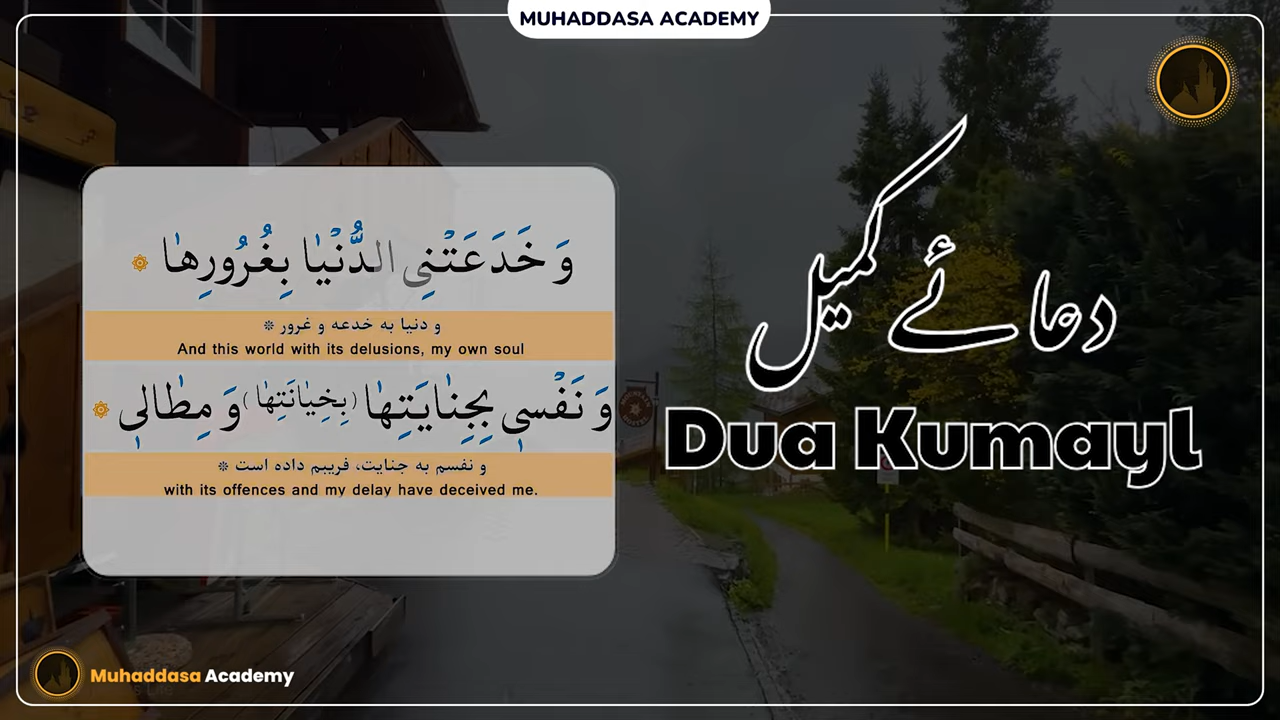 MUHADDASA ACADEMY
وَ خَدَعَتْنِی الدُّنْیٰا بِغُرُورِهٰا ۞
و دنیا به خدعه و غرور ❊
And this world with its delusions, my own soul
وَ نَفْسٖی بِجِنٰایَتِهٰا (بِخِیٰانَتِهٰا) وَ مِطٰالٖی ۞
و نفسم به جنایت، فریبم داده است ❊
with its offences and my delay have deceived me.
دعائے کمیل
Dua Kumayl
Muhaddasa Academy